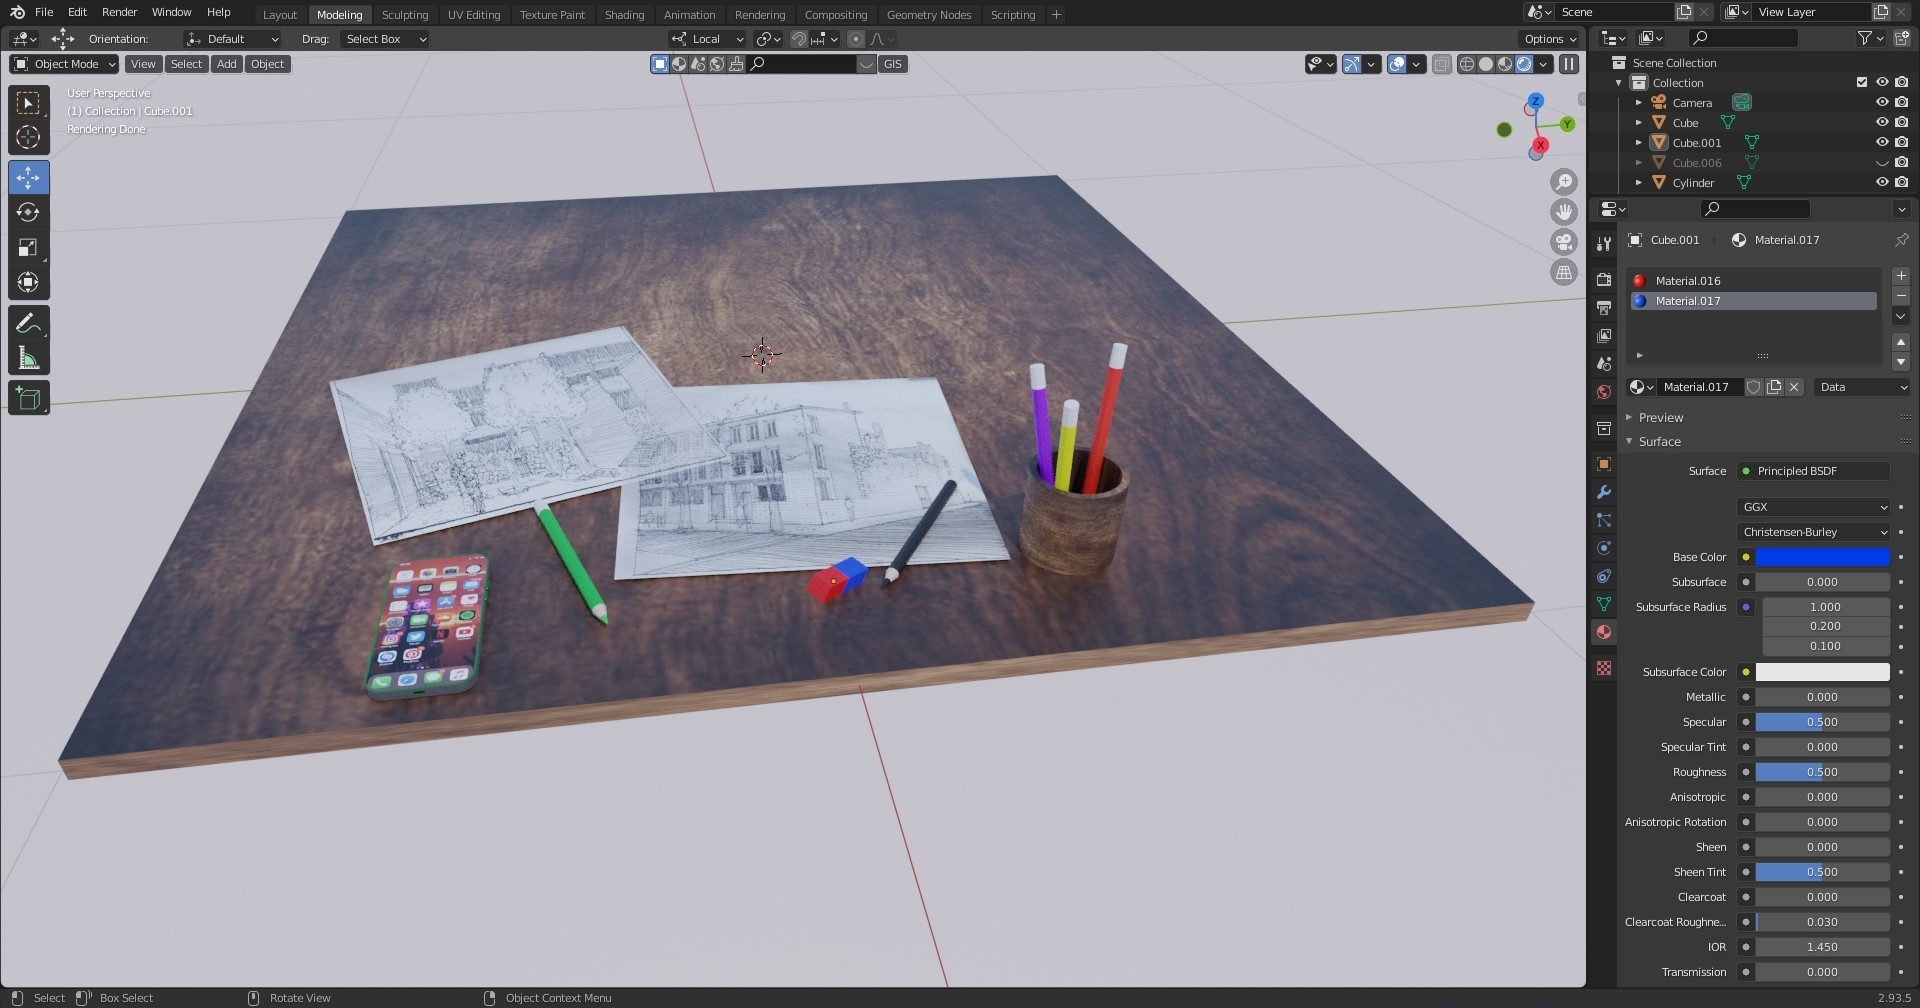 File Edit Render Window Help Layout Modeling Sculpting UV Editing Texture Paint Shading Animation Rendering Compositing Geometry Nodes Scripting + Scene View Layer
Orientation: Default Drag: Select Box Local Options
Object Mode View Select Add Object GIS
User Perspective
(1) Collection | Cube.001
Rendering Done
Z
Y
X
Scene Collection
Collection
Camera
Cube
Cube.001
Cube.006
Cylinder
Cube.001 Material.017
Material.016
Material.017
Material.017 Data
Preview
Surface
Surface Principled BSDF
GGX
Christensen-Burley
Base Color
Subsurface 0.000
Subsurface Radius 1.000
0.200
0.100
Subsurface Color
Metallic 0.000
Specular 0.500
Specular Tint 0.000
Roughness 0.500
Anisotropic 0.000
Anisotropic Rotation 0.000
Sheen 0.000
Sheen Tint 0.500
Clearcoat 0.000
Clearcoat Roughne... 0.030
IOR 1.450
Transmission 0.000
Select Box Select Rotate View Object Context Menu 2.93.5